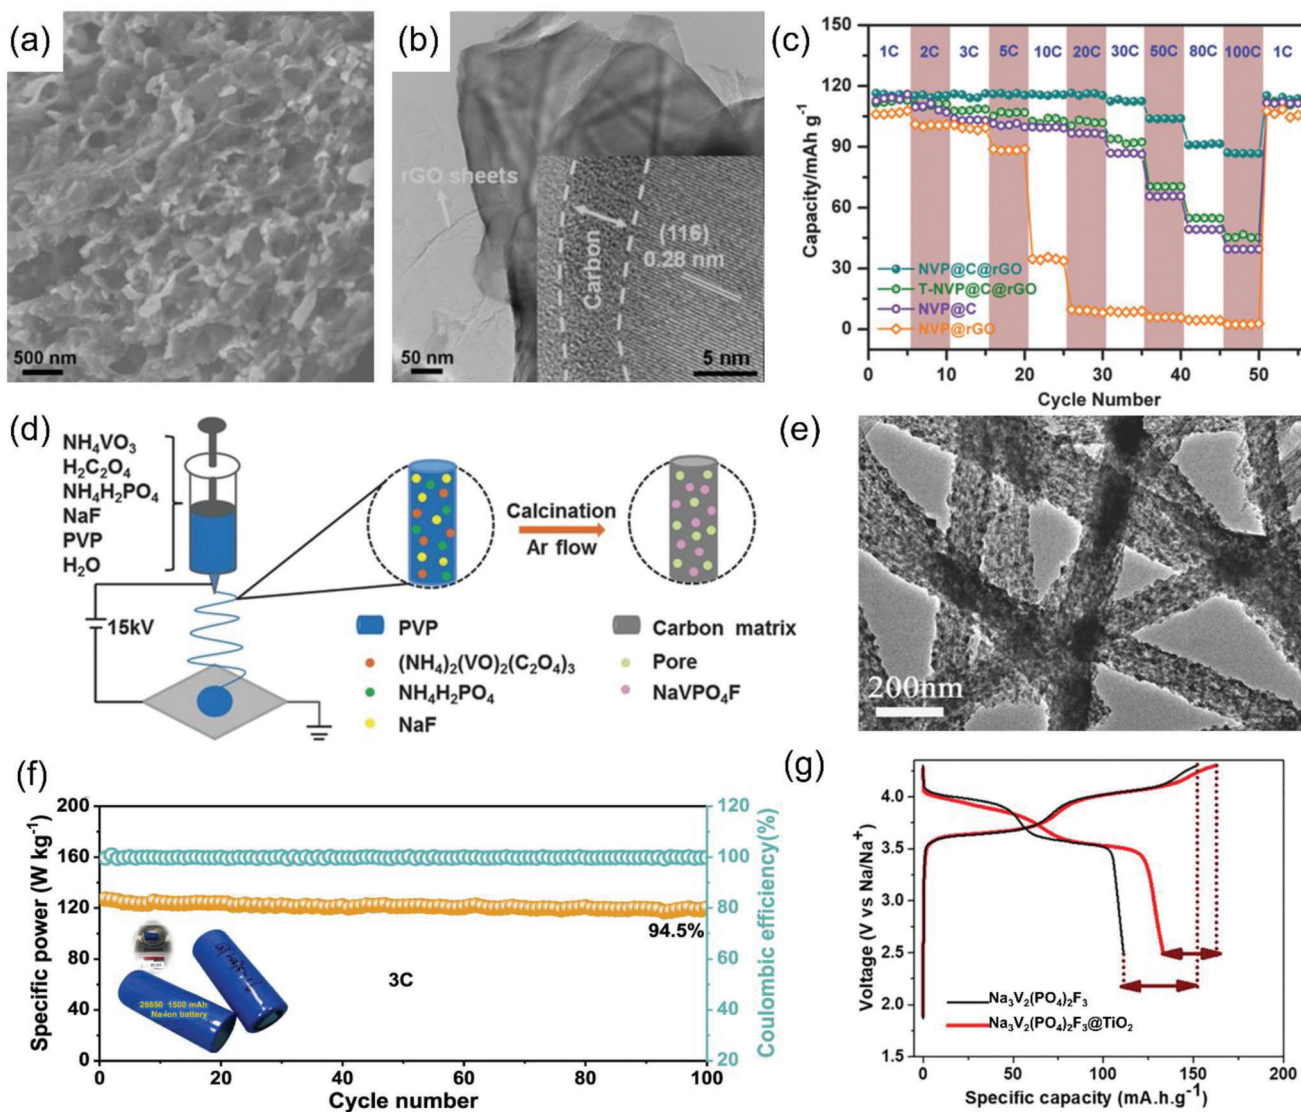 (a)
500 nm
(b)
rGO sheets
50 nm
Carbon
(116)
0.28 nm
5 nm
(c)
Capacity/mAh g⁻¹
150
120
90
60
30
0
1C 2C 3C 5C 10C 20C 30C 50C 80C 100C 1C
NVP@C@rGO
T-NVP@C@rGO
NVP@C
NVP@rGO
0 10 20 30 40 50
Cycle Number
(d)
NH₄VO₃
H₂C₂O₄
NH₄H₂PO₄
NaF
PVP
H₂O
15kV
Calcination
Ar flow
PVP
(NH₄)₂(VO)₂(C₂O₄)₃
NH₄H₂PO₄
NaF
Carbon matrix
Pore
NaVPO₄F
(e)
200nm
(f)
Specific power (W kg⁻¹)
200
160
120
80
40
0
94.5%
3C
26650 1500 mAh
Na-ion battery
0 20 40 60 80 100
Cycle number
120
100
80
60
40
20
Coulombic efficiency(%)
(g)
Voltage (V vs Na/Na⁺
4.0
3.5
3.0
2.5
2.0
1.5
Na₃V₂(PO₄)₂F₃
Na₃V₂(PO₄)₂F₃@TiO₂
0 50 100 150 200
Specific capacity (mA.h.g⁻¹)